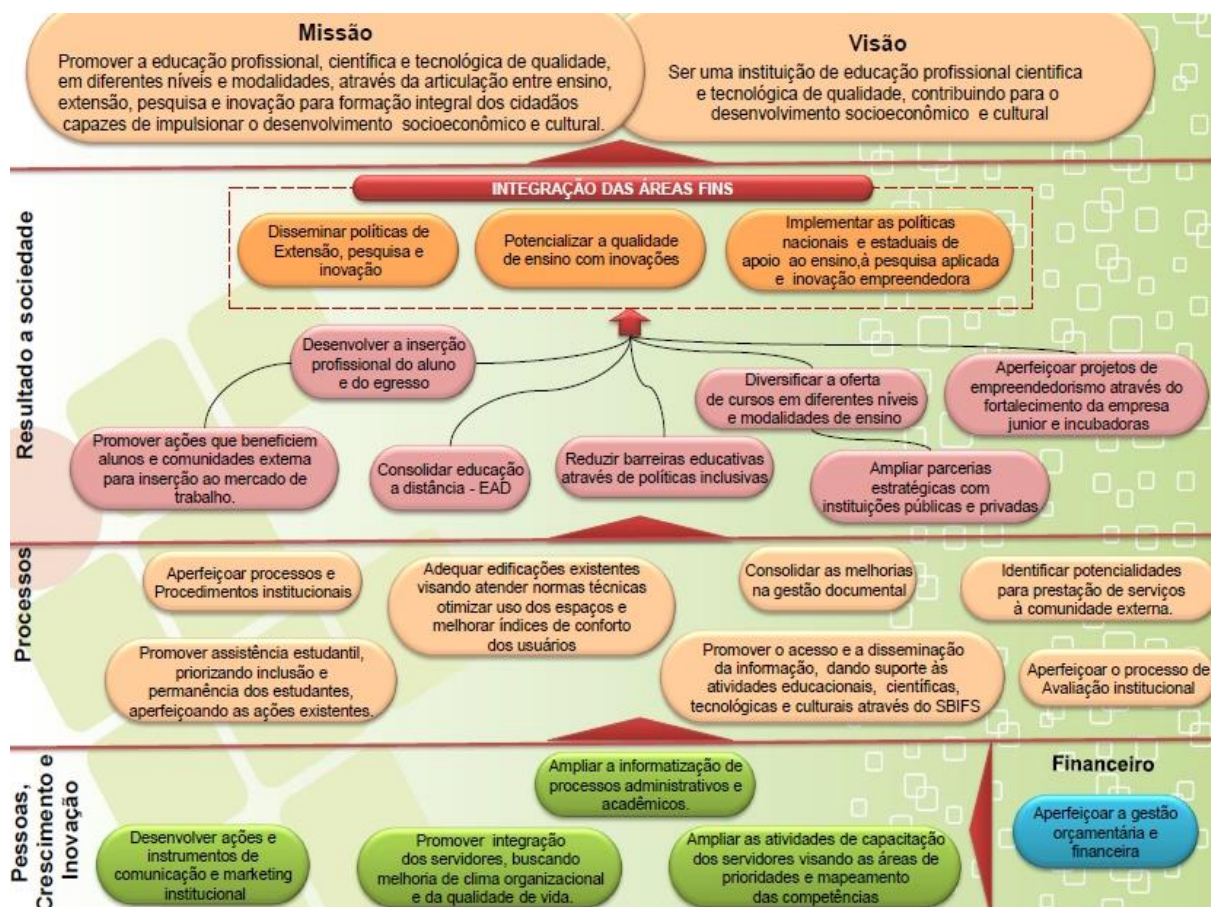 Missão
Promover a educação profissional, científica e tecnológica de qualidade,
em diferentes níveis e modalidades, através da articulação entre ensino,
extensão, pesquisa e inovação para formação integral dos cidadãos
capazes de impulsionar o desenvolvimento socioeconômico e cultural.
Visão
Ser uma instituição de educação profissional cientifica
e tecnológica de qualidade, contribuindo para o
desenvolvimento socioeconômico e cultural
Resultado a sociedade
INTEGRAÇÃO DAS ÁREAS FINS
Disseminar políticas de
Extensão, pesquisa e
inovação
Potencializar a qualidade
de ensino com inovações
Implementar as políticas
nacionais e estaduais de
apoio ao ensino,à pesquisa aplicada
e inovação empreendedora
Desenvolver a inserção
profissional do aluno
e do egresso
Diversificar a oferta
de cursos em diferentes níveis
e modalidades de ensino
Aperfeiçoar projetos de
empreendedorismo através do
fortalecimento da empresa
junior e incubadoras
Promover ações que beneficiem
alunos e comunidades externa
para inserção ao mercado de
trabalho.
Consolidar educação
a distância - EAD
Reduzir barreiras educativas
através de políticas inclusivas
Ampliar parcerias
estratégicas com
instituições públicas e privadas
Processos
Aperfeiçoar processos e
Procedimentos institucionais
Adequar edificações existentes
visando atender normas técnicas
otimizar uso dos espaços e
melhorar índices de conforto
dos usuários
Consolidar as melhorias
na gestão documental
Identificar potencialidades
para prestação de serviços
à comunidade externa.
Promover assistência estudantil,
priorizando inclusão e
permanência dos estudantes,
aperfeiçoando as ações existentes.
Promover o acesso e a disseminação
da informação, dando suporte às
atividades educacionais, científicas,
tecnológicas e culturais através do SBIFS
Aperfeiçoar o processo de
Avaliação institucional
Pessoas,
Crescimento e
Inovação
Ampliar a informatização de
processos administrativos e
acadêmicos.
Desenvolver ações e
instrumentos de
comunicação e marketing
institucional
Promover integração
dos servidores, buscando
melhoria de clima organizacional
e da qualidade de vida.
Ampliar as atividades de capacitação
dos servidores visando as áreas de
prioridades e mapeamento
das competências
Financeiro
Aperfeiçoar a gestão
orçamentária e
financeira